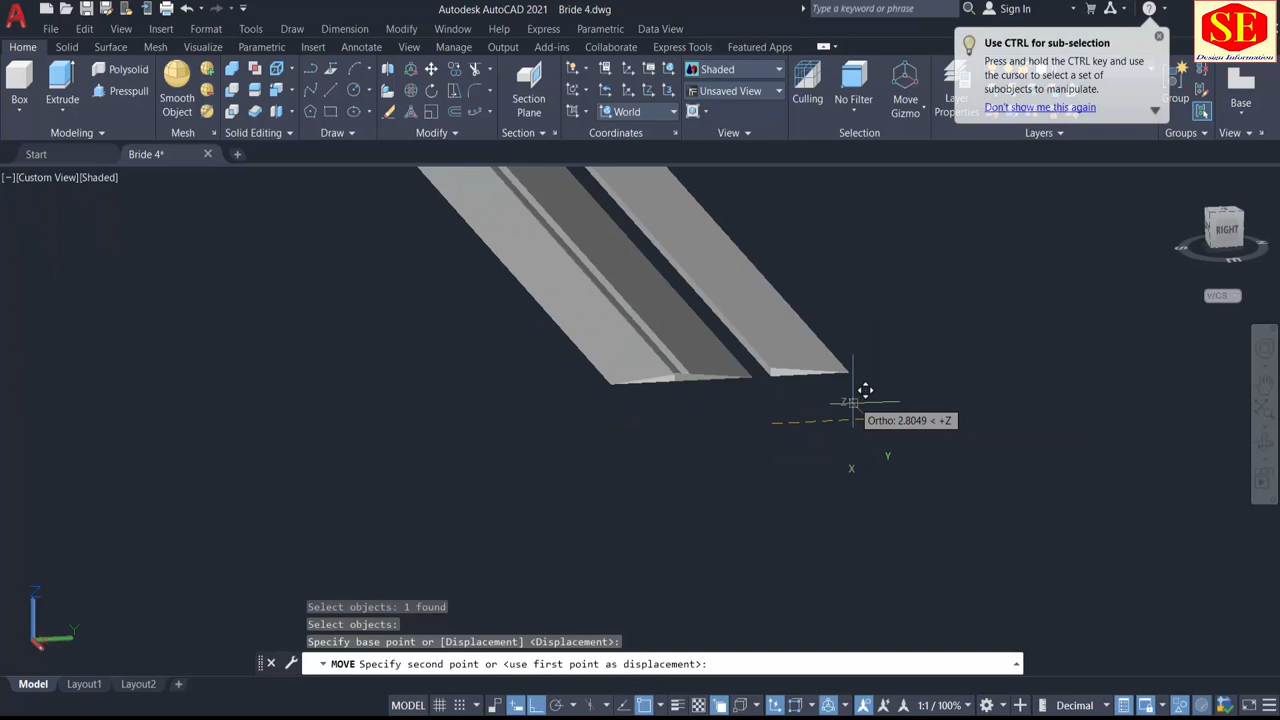 Autodesk AutoCAD 2021 Bride 4.dwg
Type a keyword or phrase
Sign In
File Edit View Insert Format Tools Draw Dimension Modify Window Help Express Parametric
Home Solid Surface Mesh Visualize Parametric Insert Annotate View Manage Output Add-ins Collaborate Express Tools Featured Apps
Box
Extrude
Polysolid
Presspull
Smooth
Object
Section
Plane
Shaded
Unsaved View
World
Culling
No Filter
Move
Gizmo
Layer
Properties
Group
Base
Modeling
Mesh
Solid Editing
Draw
Modify
Section
Coordinates
View
Selection
Layers
Groups
View
Use CTRL for sub-selection
Press and hold the CTRL key and use
the cursor to select a set of
subobjects to manipulate.
Don't show me this again
SE
Design Information
Start
Bride 4*
[−][Custom View][Shaded]
RIGHT
S
E
WCS
Z
Ortho: 2.8049 < +Z
Y
X
Z
Y
Select objects: 1 found
Select objects:
Specify base point or [Displacement] <Displacement>:
MOVE Specify second point or <use first point as displacement>:
Model Layout1 Layout2 +
MODEL
1:1 / 100%
Decimal